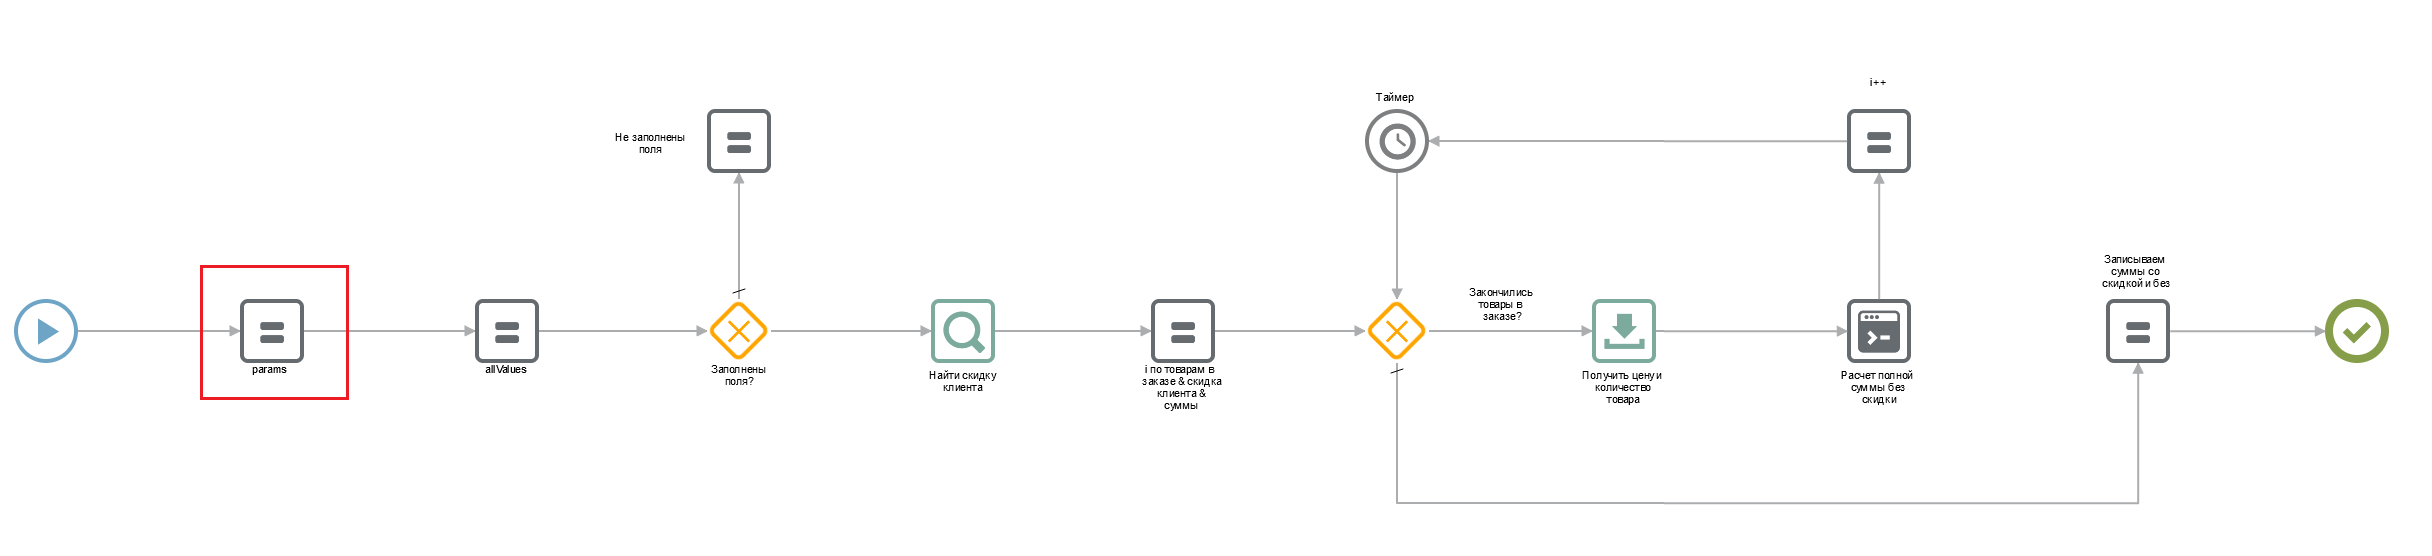 i++
Таймер
Не заполнены
поля
Записываем
суммы со
скидкой и без
Закончились
товары в
заказе?
params
allValues
Заполнены
поля?
Найти скидку
клиента
i по товарам в
заказе & скидка
клиента &
суммы
Получить цену и
количество
товара
Расчет полной
суммы без
скидки